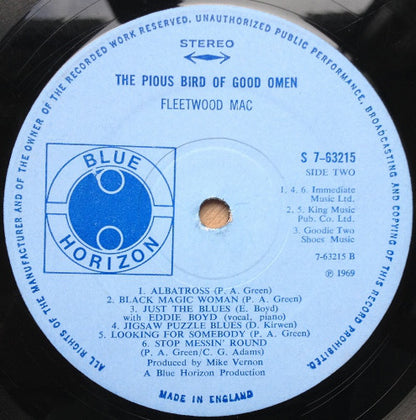 ALL RIGHTS OF THE MANUFACTURER AND OF THE OWNER OF THE RECORDED WORK RESERVED. UNAUTHORIZED PUBLIC PERFORMANCE, BROADCASTING AND COPYING OF THIS RECORD PROHIBITED.
STEREO
THE PIOUS BIRD OF GOOD OMEN
FLEETWOOD MAC
BLUE
HORIZON
S 7-63215
SIDE TWO
1. 4. 6. Immediate
Music Ltd.
2. 5. King Music
Pub. Co. Ltd.
3. Goodie Two
Shoes Music
7-63215 B
℗ 1969
1. ALBATROSS (P. A. Green)
2. BLACK MAGIC WOMAN (P. A. Green)
3. JUST THE BLUES (E. Boyd)
with EDDIE BOYD (vocal, piano)
4. JIGSAW PUZZLE BLUES (D. Kirwen)
5. LOOKING FOR SOMEBODY (P. A. Green)
6. STOP MESSIN' ROUND
(P. A. Green/C. G. Adams)
Produced by Mike Vernon
A Blue Horizon Production
MADE IN ENGLAND